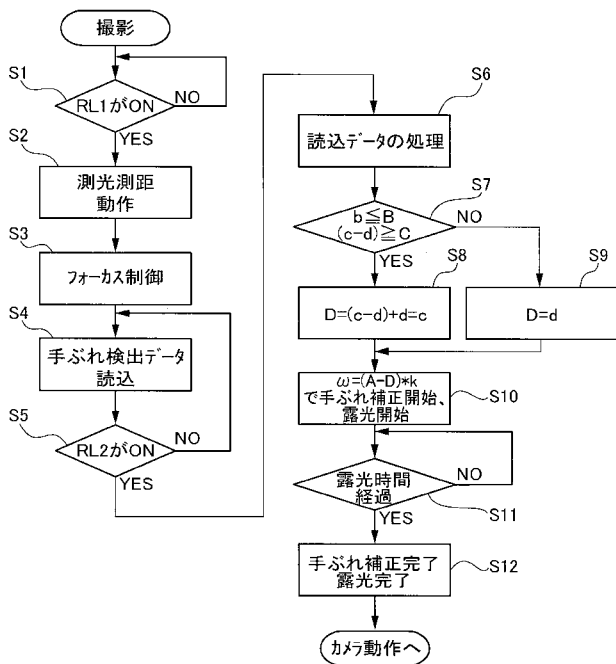 撮影
S1
RL1がON
NO
YES
S2
測光測距
動作
S3
フォーカス制御
S4
手ぶれ検出データ
読込
S5
RL2がON
NO
YES
S6
読込データの処理
S7
b≦B
(c-d)≧C
NO
YES
S8
D=(c-d)+d=c
S9
D=d
ω=(A-D)*k
で手ぶれ補正開始、
露光開始
S10
露光時間
経過
NO
S11
YES
手ぶれ補正完了
露光完了
S12
カメラ動作へ